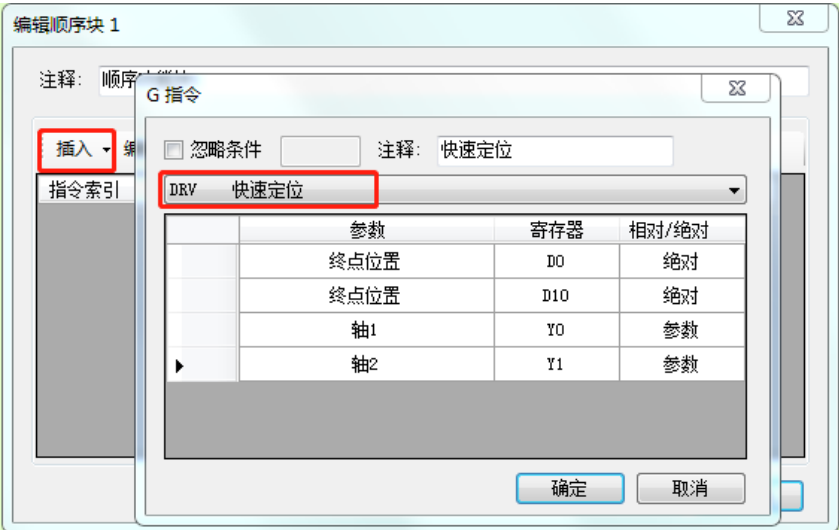 编辑顺序块 1
注释: 顺序
G 指令
忽略条件 注释: 快速定位
插入 编
DRV 快速定位
指令索引
参数 寄存器 相对/绝对
终点位置 D0 绝对
终点位置 D10 绝对
轴1 Y0 参数
轴2 Y1 参数
确定 取消